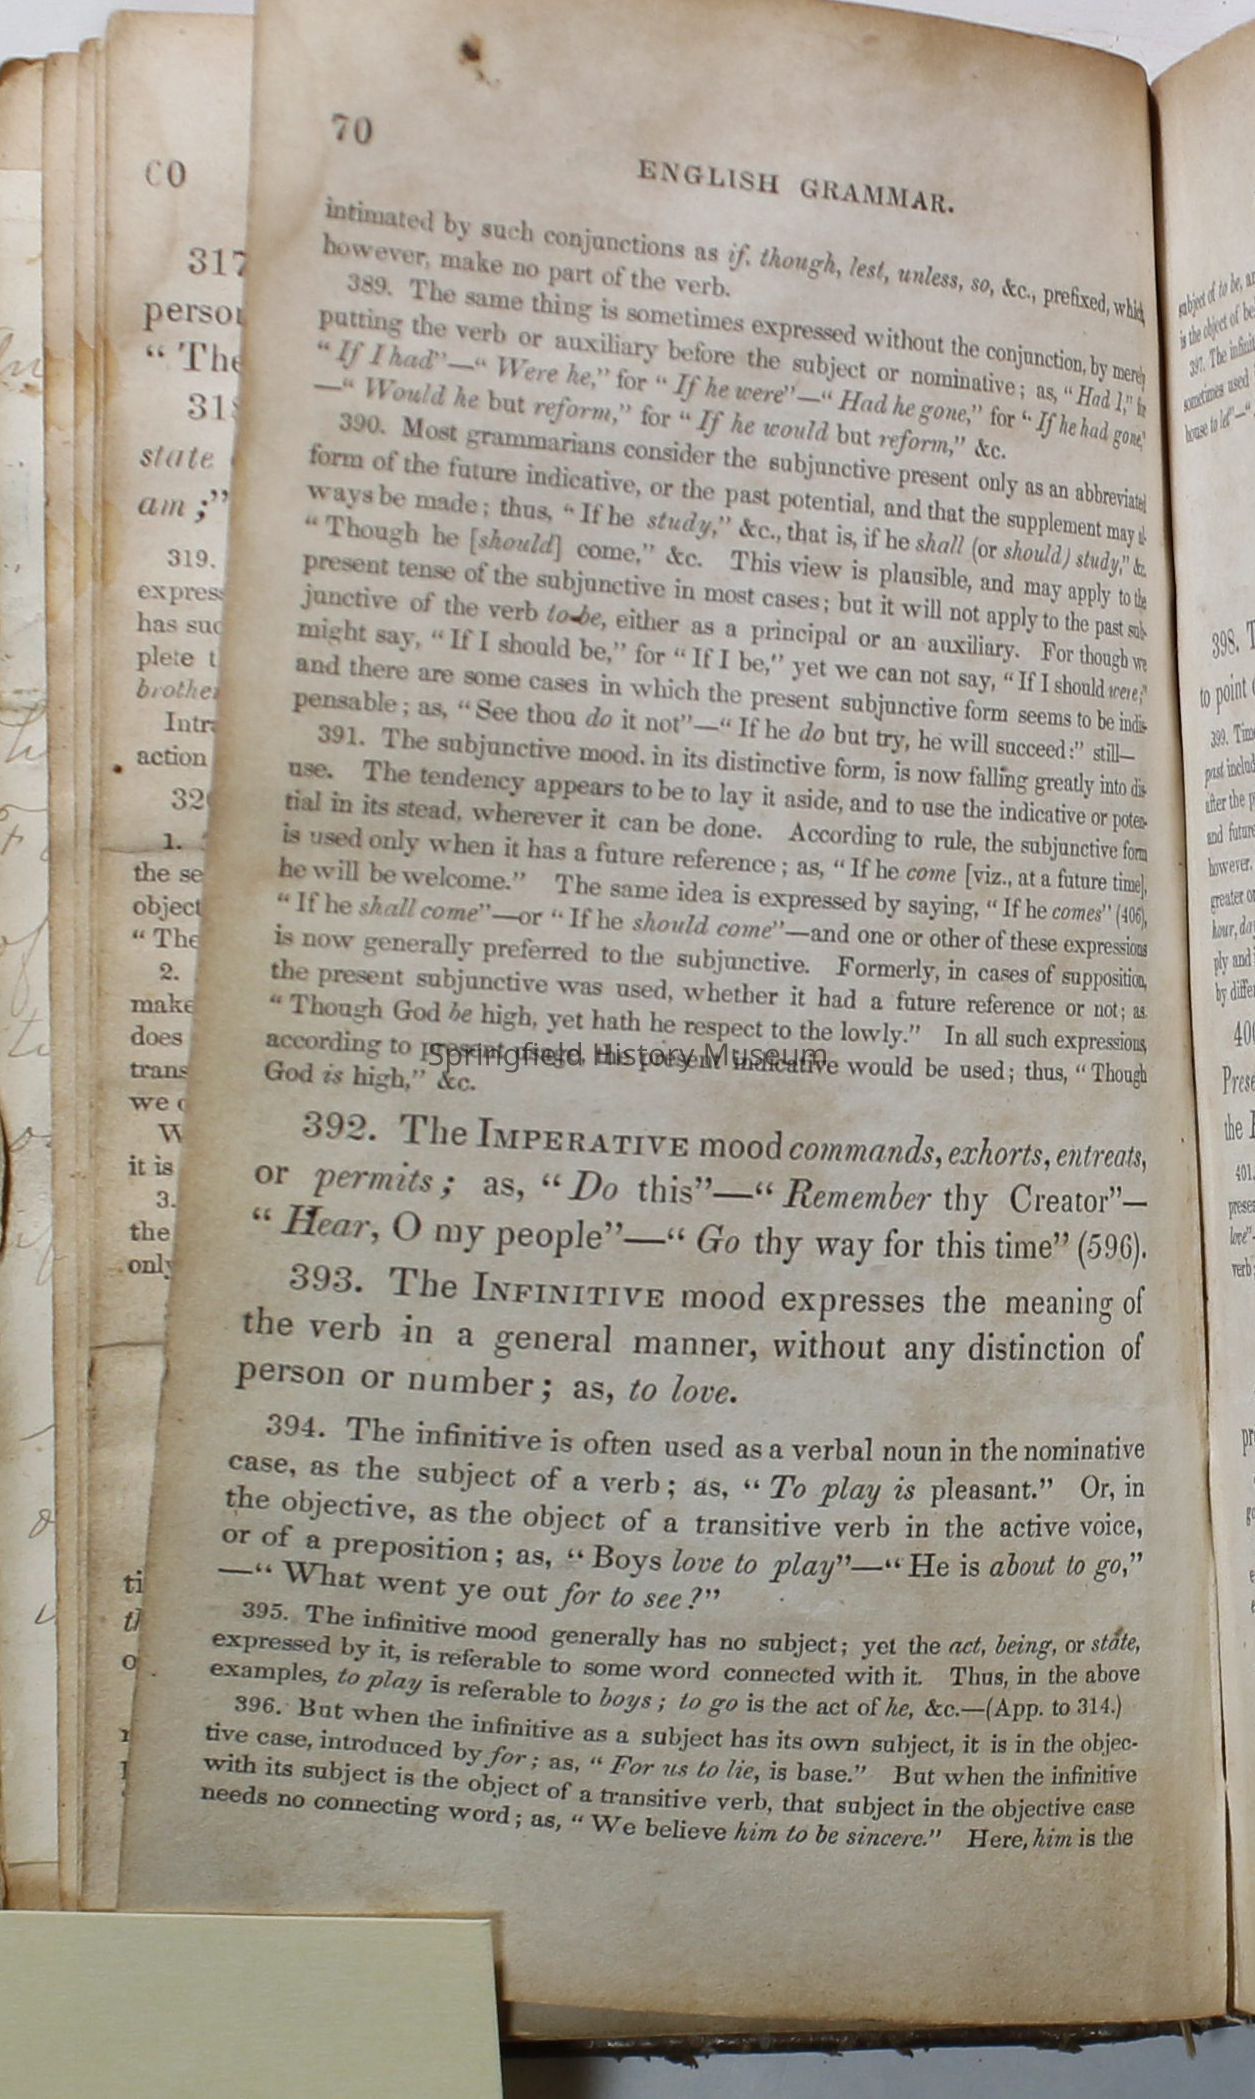 70
ENGLISH GRAMMAR.
intimated by such conjunctions as if, though, lest, unless, so, &c., prefixed, which,
however, make no part of the verb.
389. The same thing is sometimes expressed without the conjunction, by merely
putting the verb or auxiliary before the subject or nominative; as, “Had I,” for
“If I had”—“Were he,” for “If he were”—“Had he gone,” for “If he had gone,”
—“Would he but reform,” for “If he would but reform,” &c.
390. Most grammarians consider the subjunctive present only as an abbreviated
form of the future indicative, or the past potential, and that the supplement may al-
ways be made; thus, “If he study,” &c., that is, if he shall (or should) study,” &c.
“Though he [should] come,” &c. This view is plausible, and may apply to the
present tense of the subjunctive in most cases; but it will not apply to the past sub-
junctive of the verb to be, either as a principal or an auxiliary. For though we
might say, “If I should be,” for “If I be,” yet we can not say, “If I should were;”
and there are some cases in which the present subjunctive form seems to be indis-
pensable; as, “See thou do it not”—“If he do but try, he will succeed:” still—
391. The subjunctive mood, in its distinctive form, is now falling greatly into dis-
use. The tendency appears to be to lay it aside, and to use the indicative or poten-
tial in its stead, wherever it can be done. According to rule, the subjunctive form
is used only when it has a future reference; as, “If he come [viz., at a future time],
he will be welcome.” The same idea is expressed by saying, “If he comes” (406),
“If he shall come”—or “If he should come”—and one or other of these expressions
is now generally preferred to the subjunctive. Formerly, in cases of supposition,
the present subjunctive was used, whether it had a future reference or not; as
“Though God be high, yet hath he respect to the lowly.” In all such expressions,
according to present usage, the present indicative would be used; thus, “Though
God is high,” &c.
Springfield History Museum
392. The IMPERATIVE mood commands, exhorts, entreats,
or permits; as, “Do this”—“Remember thy Creator”—
“Hear, O my people”—“Go thy way for this time” (596).
393. The INFINITIVE mood expresses the meaning of
the verb in a general manner, without any distinction of
person or number; as, to love.
394. The infinitive is often used as a verbal noun in the nominative
case, as the subject of a verb; as, “To play is pleasant.” Or, in
the objective, as the object of a transitive verb in the active voice,
or of a preposition; as, “Boys love to play”—“He is about to go,”
—“What went ye out for to see?”
395. The infinitive mood generally has no subject; yet the act, being, or state,
expressed by it, is referable to some word connected with it. Thus, in the above
examples, to play is referable to boys; to go is the act of he, &c.—(App. to 314.)
396. But when the infinitive as a subject has its own subject, it is in the objec-
tive case, introduced by for; as, “For us to lie, is base.” But when the infinitive
with its subject is the object of a transitive verb, that subject in the objective case
needs no connecting word; as, “We believe him to be sincere.” Here, him is the